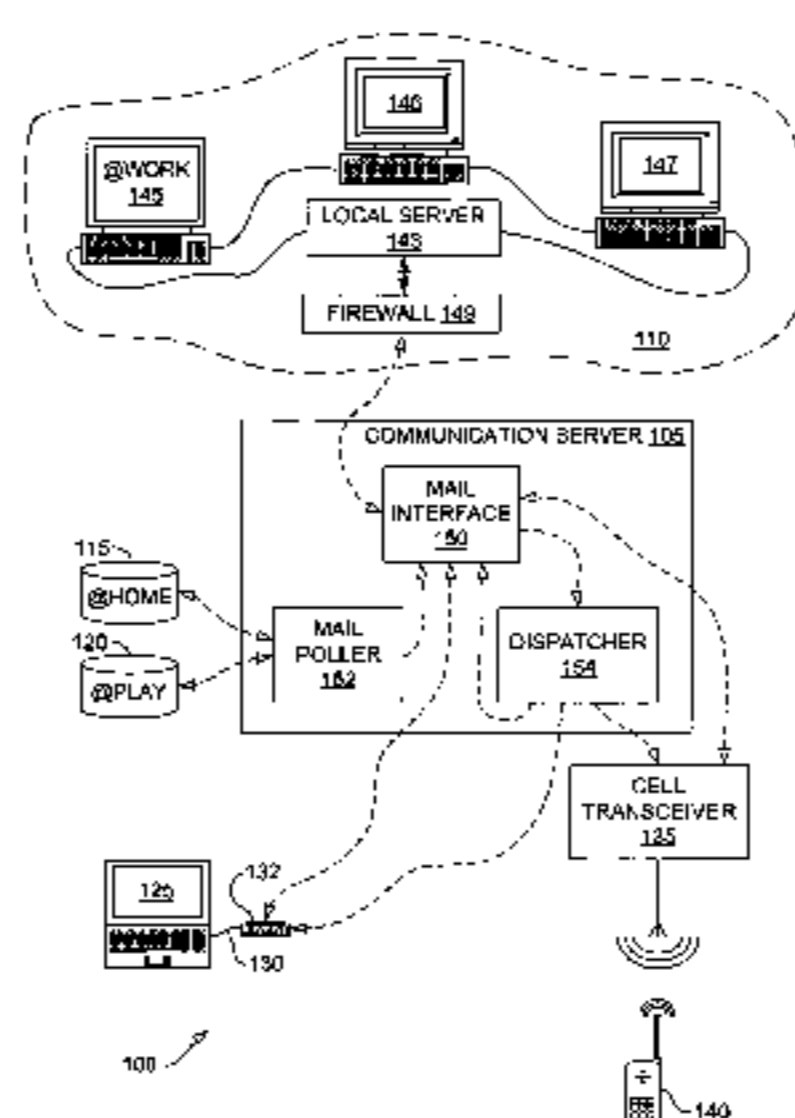 146
@WORK
145
147
LOCAL SERVER
143
FIREWALL 149
110
COMMUNICATION SERVER 105
MAIL
INTERFACE
150
115
@HOME
120
@PLAY
MAIL
POLLER
152
DISPATCHER
154
CELL
TRANSCEIVER
135
125
132
130
100
140